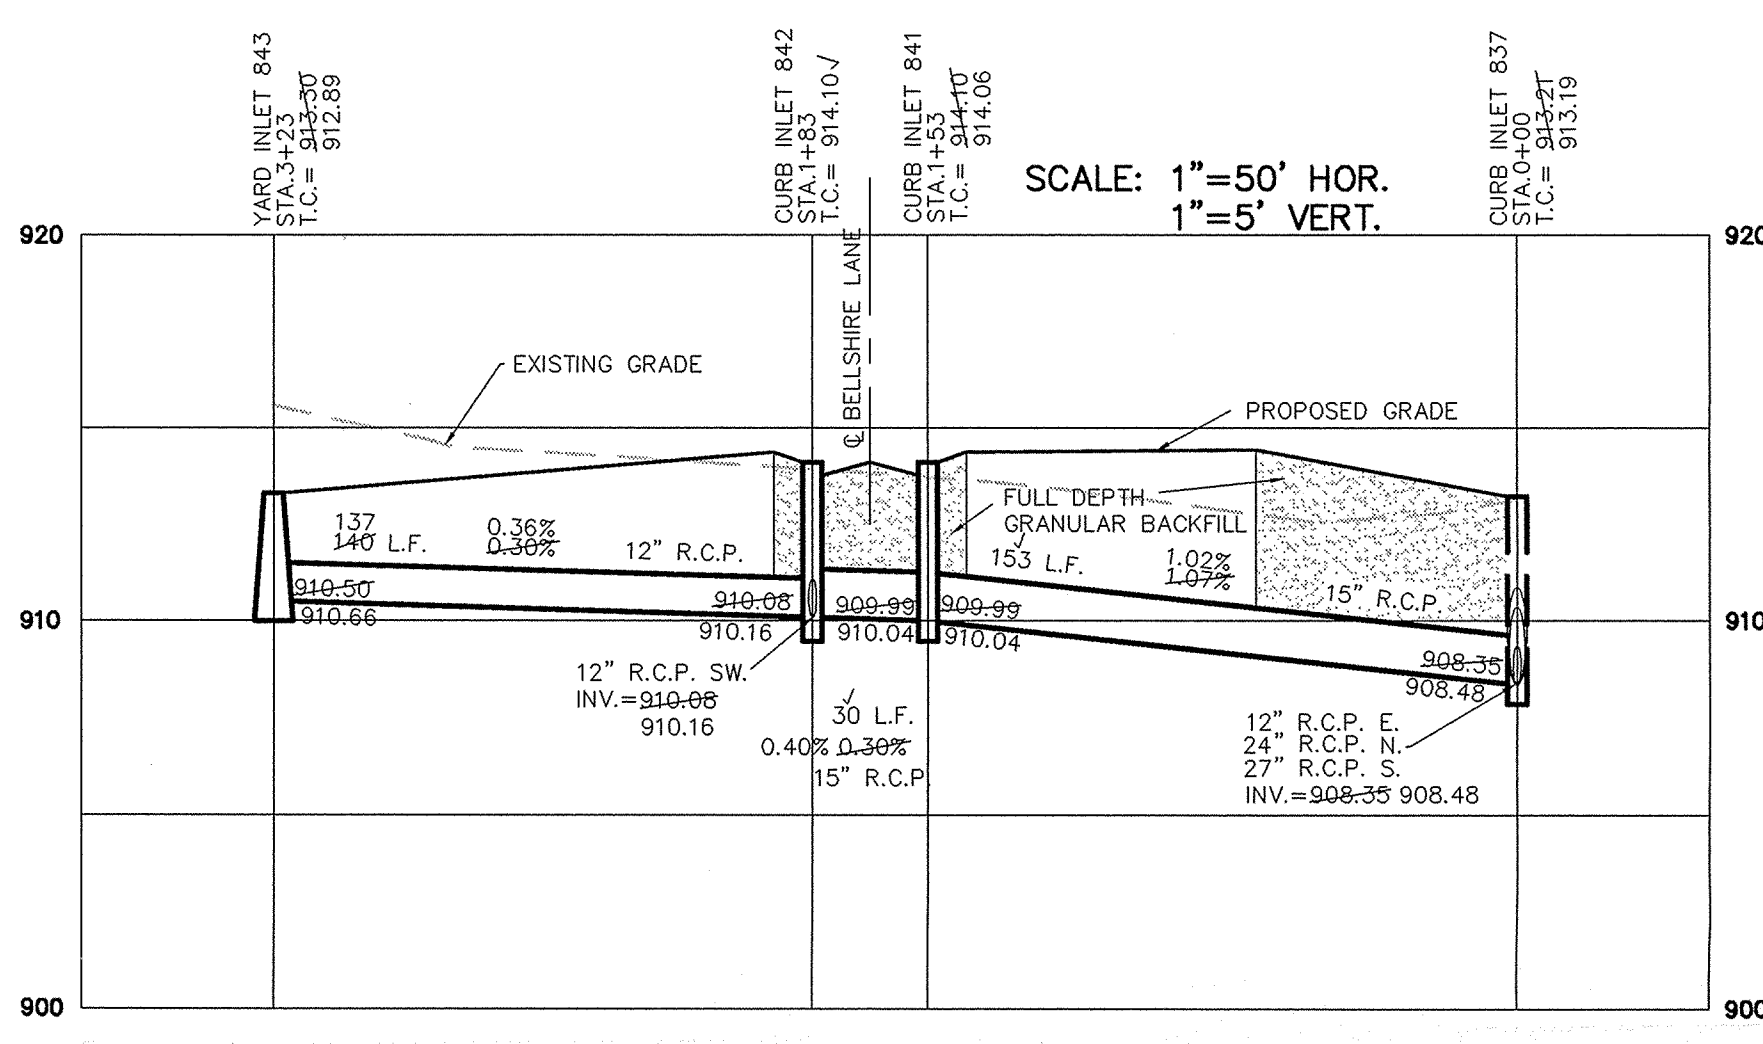 YARD INLET 843
STA.3+23
T.C.= 913.30
912.89
CURB INLET 842
STA.1+83
T.C.= 914.10√
CURB INLET 841
STA.1+53
T.C.= 914.10
914.06
CURB INLET 837
STA.0+00
T.C.= 913.21
913.19
SCALE: 1"=50' HOR.
1"=5' VERT.
920
920
℄ BELLSHIRE LANE
EXISTING GRADE
PROPOSED GRADE
FULL DEPTH
GRANULAR BACKFILL
137
140 L.F.
0.36%
0.30%
12" R.C.P.
√
153 L.F.
1.02%
1.07%
15" R.C.P.
910.50
910.66
910.08
910.16
909.99
910.04
909.99
910.04
908.35
908.48
910
910
12" R.C.P. SW.
INV.=910.08
910.16
√
30 L.F.
0.40% 0.30%
15" R.C.P.
12" R.C.P. E.
24" R.C.P. N.
27" R.C.P. S.
INV.=908.35 908.48
900
900